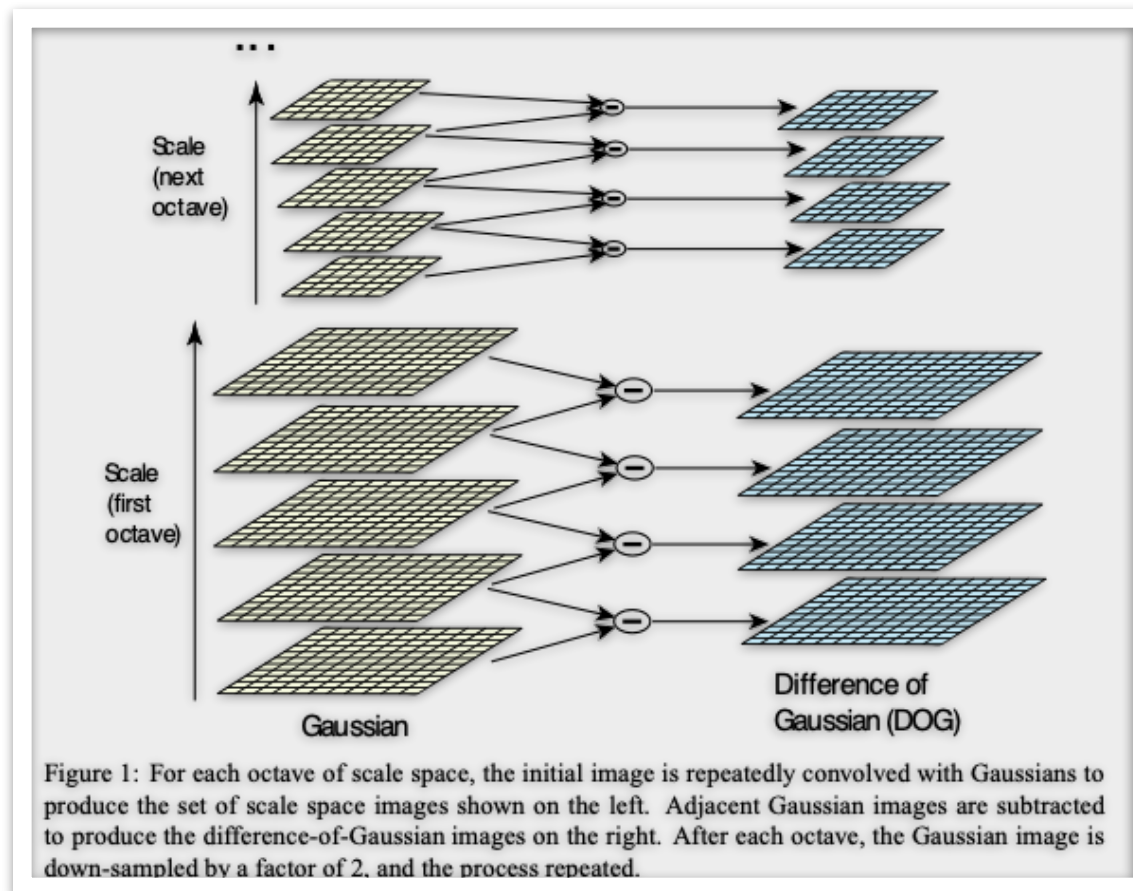 ...
Scale
(next
octave)
Scale
(first
octave)
Gaussian
Difference of
Gaussian (DOG)
Figure 1: For each octave of scale space, the initial image is repeatedly convolved with Gaussians to
produce the set of scale space images shown on the left. Adjacent Gaussian images are subtracted
to produce the difference-of-Gaussian images on the right. After each octave, the Gaussian image is
down-sampled by a factor of 2, and the process repeated.